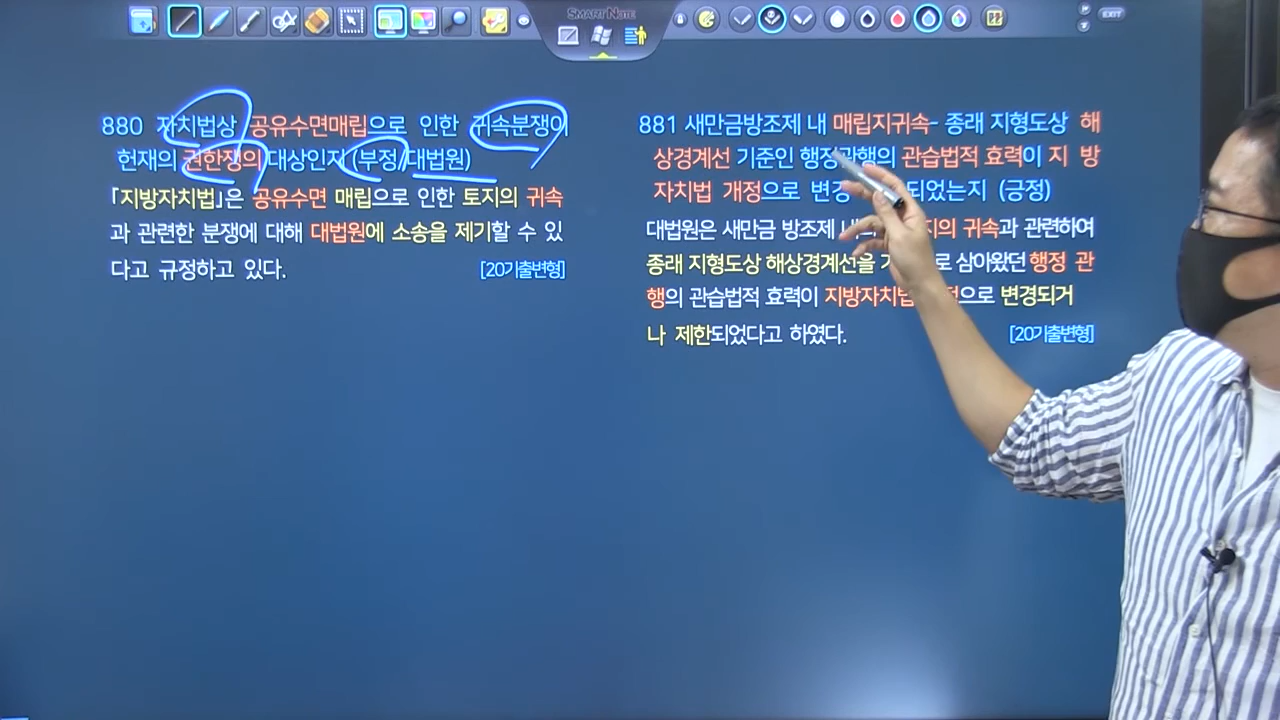 SMART NOTE
EXIT
880 자치법상 공유수면매립으로 인한 귀속분쟁이
헌재의 권한쟁의 대상인지 (부정/대법원)
「지방자치법」은 공유수면 매립으로 인한 토지의 귀속
과 관련한 분쟁에 대해 대법원에 소송을 제기할 수 있
다고 규정하고 있다.
[20기출변형]
881 새만금방조제 내 매립지귀속- 종래 지형도상 해
상경계선 기준인 행정관행의 관습법적 효력이 지 방
자치법 개정으로 변경 되었는지 (긍정)
대법원은 새만금 방조제 귀속과 관련하여
종래 지형도상 해상경계선을 로 삼아왔던 행정 관
행의 관습법적 효력이 지방자치법 으로 변경되거
나 제한되었다고 하였다.
[20기출변형]